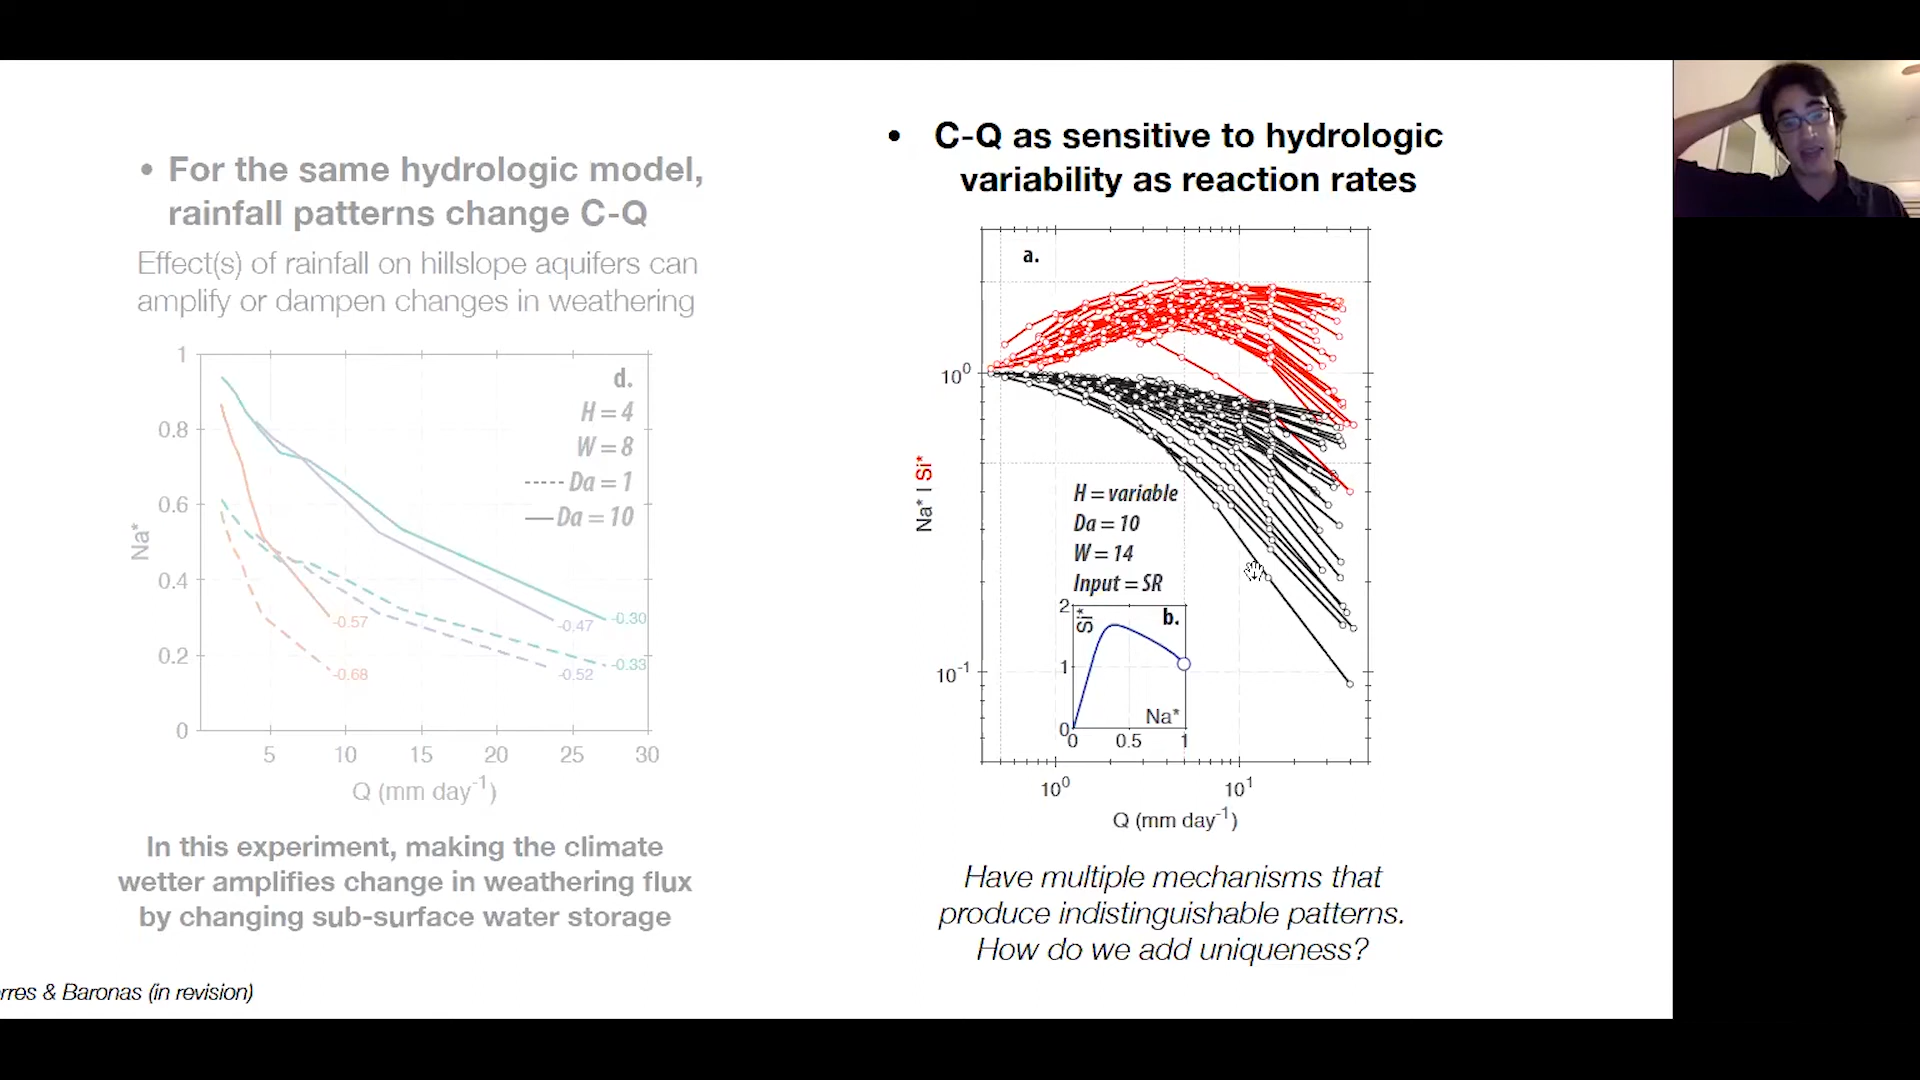 • For the same hydrologic model,
rainfall patterns change C-Q
Effect(s) of rainfall on hillslope aquifers can
amplify or dampen changes in weathering
1
0.8
0.6
0.4
0.2
0
Na*
d.
H = 4
W = 8
Da = 1
Da = 10
-0.57
-0.68
-0.47
-0.30
-0.33
-0.52
5 10 15 20 25 30
Q (mm day-1)
In this experiment, making the climate
wetter amplifies change in weathering flux
by changing sub-surface water storage
rres & Baronas (in revision)
• C-Q as sensitive to hydrologic
variability as reaction rates
a.
10⁰
10⁻¹
Na* | Si*
H = variable
Da = 10
W = 14
Input = SR
b.
2
1
0
Si*
Na*
0 0.5 1
10⁰ 10¹
Q (mm day-1)
Have multiple mechanisms that
produce indistinguishable patterns.
How do we add uniqueness?